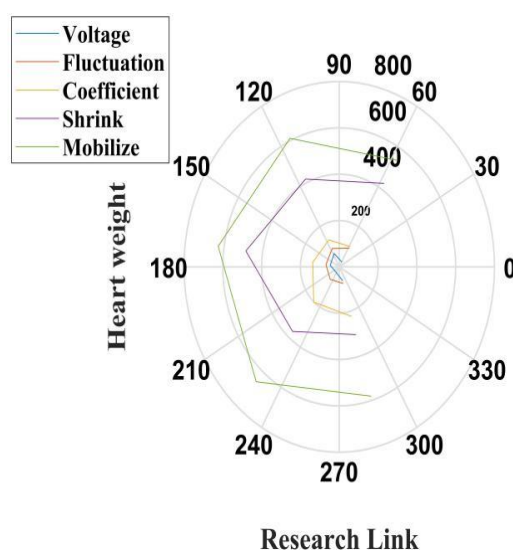 Voltage
Fluctuation
Coefficient
Shrink
Mobilize
90
800
120
60
600
400
150
30
200
Heart weight
180
0
210
330
240
300
270
Research Link